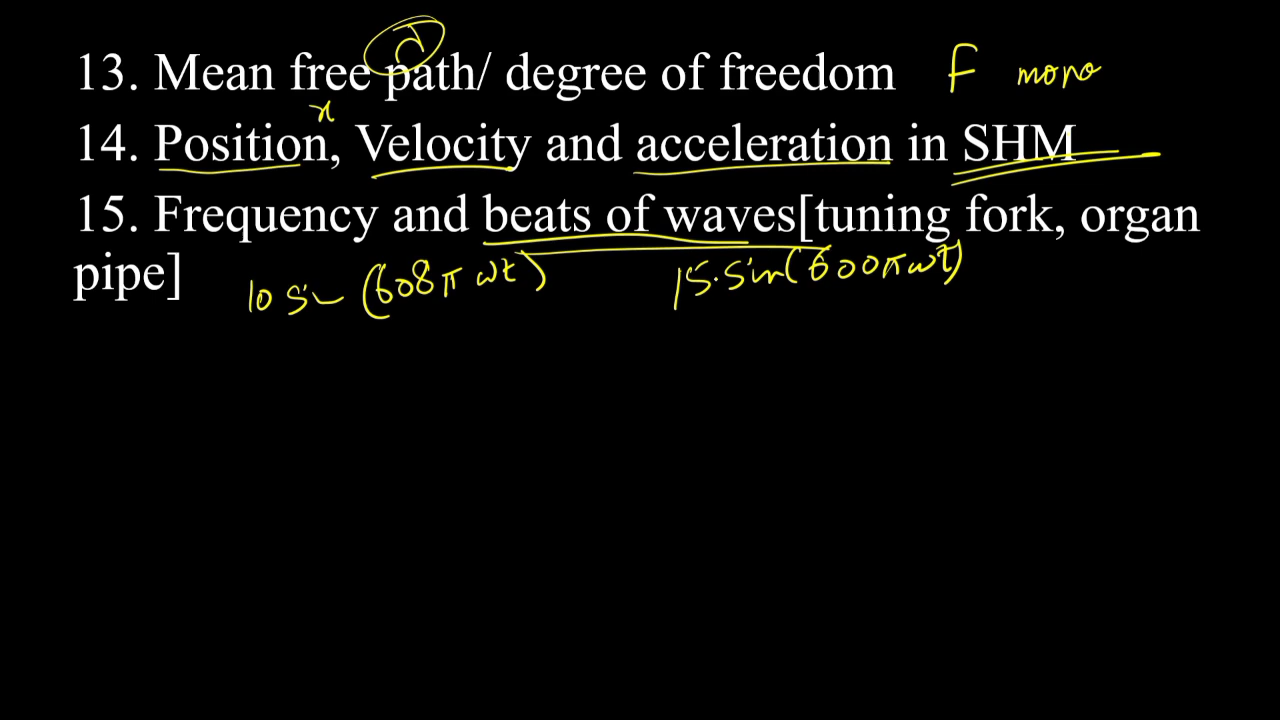 d
13. Mean free path/ degree of freedom f mono
x
14. Position, Velocity and acceleration in SHM
15. Frequency and beats of waves[tuning fork, organ
pipe] 10 sin (608π ωt) 15.sin(600πωt)